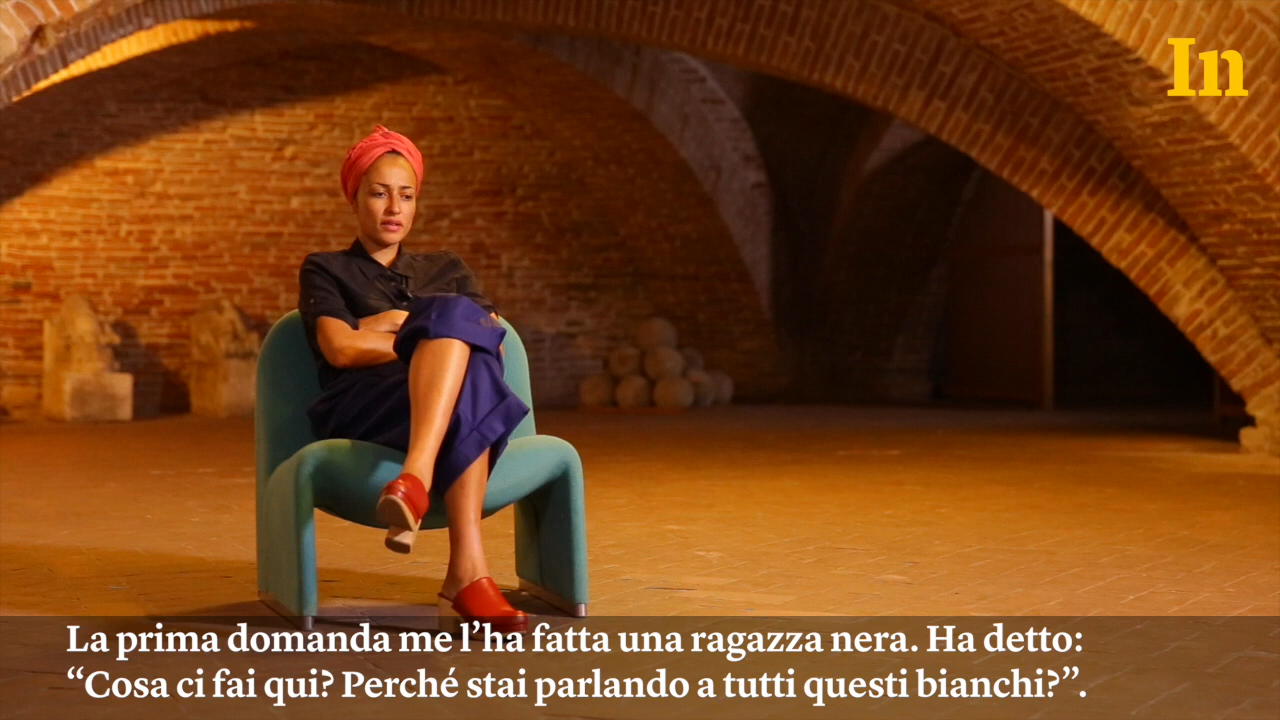 In
La prima domanda me l’ha fatta una ragazza nera. Ha detto:
“Cosa ci fai qui? Perché stai parlando a tutti questi bianchi?”.